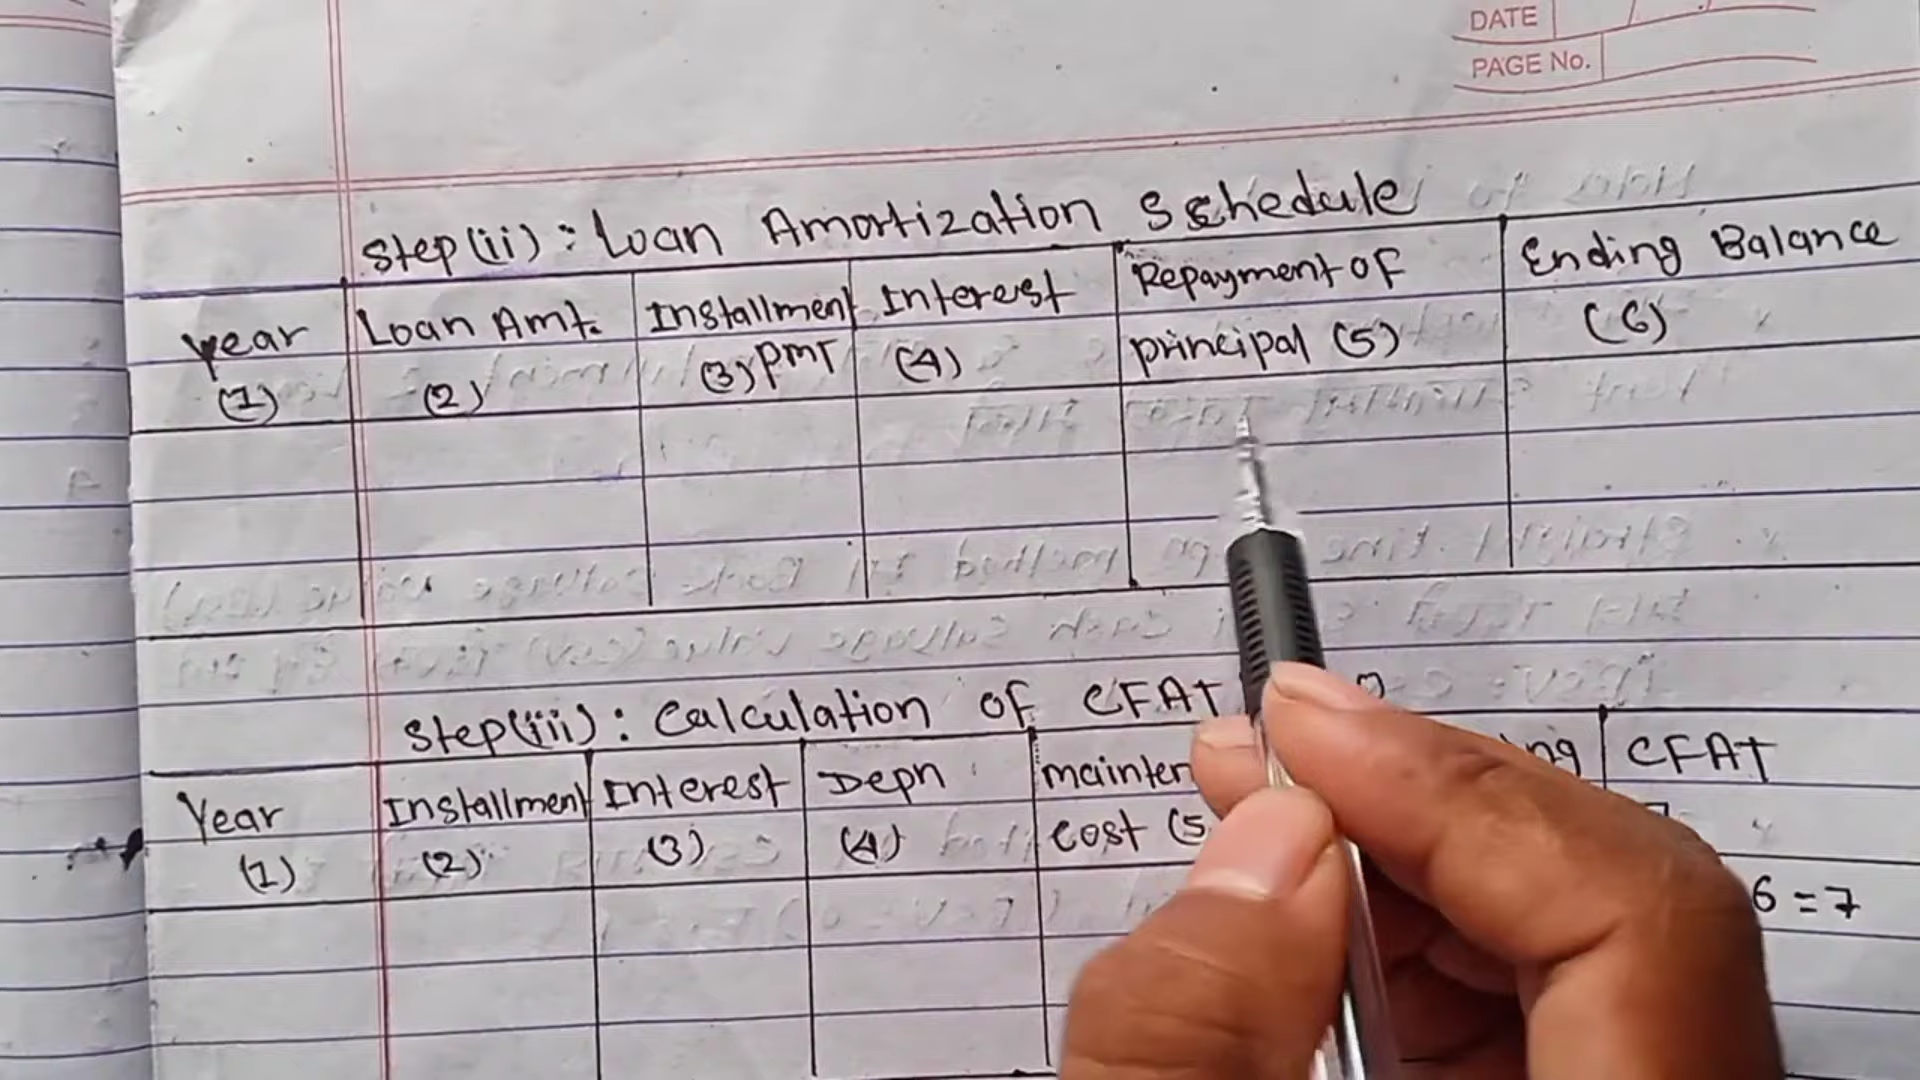 DATE
PAGE No.
Step(ii): Loan Amortization Sschedule
Year Loan Amt. Installment Interest Repayment of Ending Balance
(1) (2) (3) PMT (4) principal (5) (6)
Step(iii): Calculation of CFAT
Year Installment Interest Depn mainten ing CFAT
(1) (2) (3) (4) cost (5
6=7